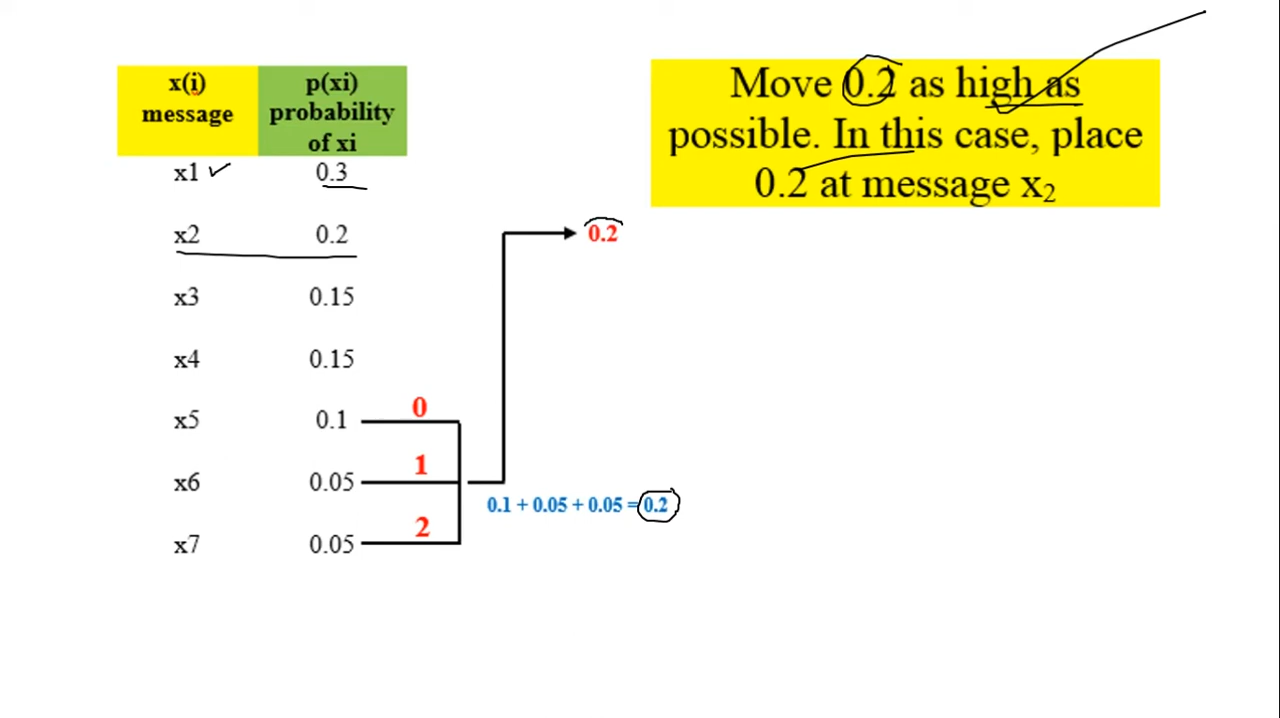 x(i)
message
p(xi)
probability
of xi
Move 0.2 as high as
possible. In this case, place
0.2 at message x₂
x1 0.3
x2 0.2
0.2
x3 0.15
x4 0.15
x5 0.1 0
x6 0.05 1
0.1 + 0.05 + 0.05 = 0.2
x7 0.05 2